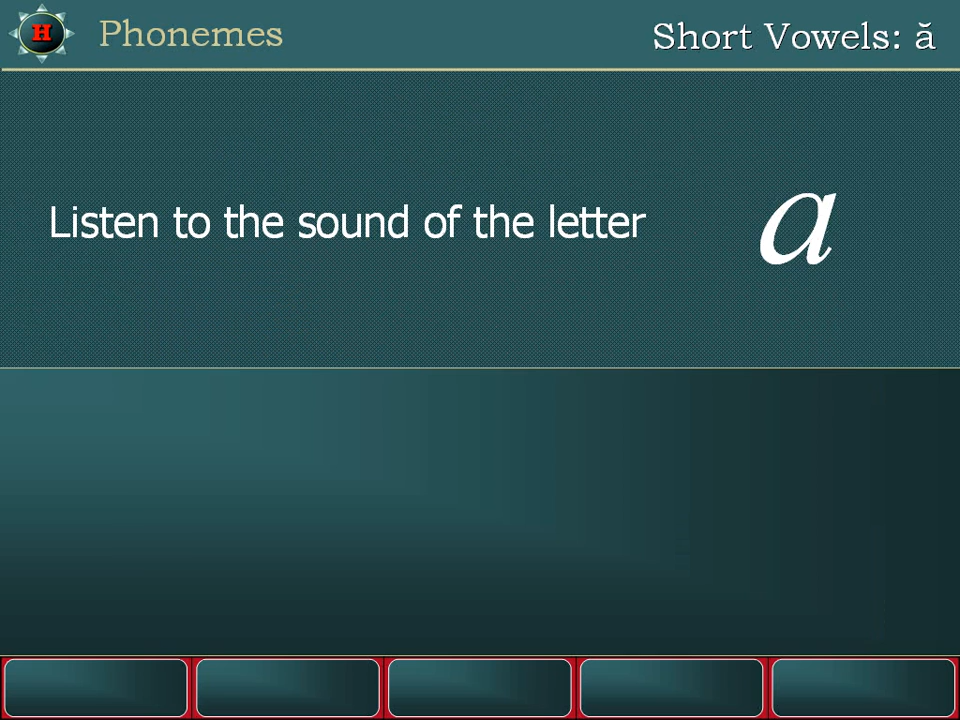 H
Phonemes
Short Vowels: ă
Listen to the sound of the letter a